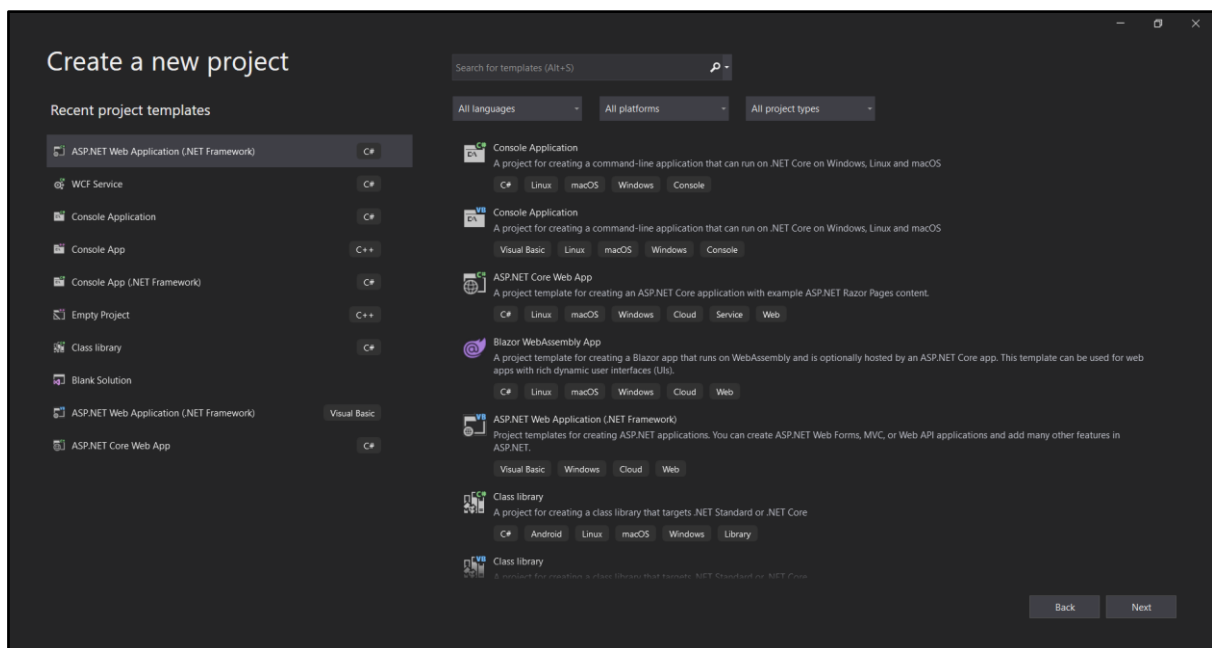 Create a new project
Recent project templates
ASP.NET Web Application (.NET Framework) C#
WCF Service C#
Console Application C#
Console App C++
Console App (.NET Framework) C#
Empty Project C++
Class library C#
Blank Solution
ASP.NET Web Application (.NET Framework) Visual Basic
ASP.NET Core Web App C#
Search for templates (Alt+S)
All languages All platforms All project types
Console Application
A project for creating a command-line application that can run on .NET Core on Windows, Linux and macOS
C# Linux macOS Windows Console
Console Application
A project for creating a command-line application that can run on .NET Core on Windows, Linux and macOS
Visual Basic Linux macOS Windows Console
ASP.NET Core Web App
A project template for creating an ASP.NET Core application with example ASP.NET Razor Pages content.
C# Linux macOS Windows Cloud Service Web
Blazor WebAssembly App
A project template for creating a Blazor app that runs on WebAssembly and is optionally hosted by an ASP.NET Core app. This template can be used for web
apps with rich dynamic user interfaces (UIs).
C# Linux macOS Windows Cloud Web
ASP.NET Web Application (.NET Framework)
Project templates for creating ASP.NET applications. You can create ASP.NET Web Forms, MVC, or Web API applications and add many other features in
ASP.NET.
Visual Basic Windows Cloud Web
Class library
A project for creating a class library that targets .NET Standard or .NET Core
C# Android Linux macOS Windows Library
Class library
A project for creating a class library that targets .NET Standard or .NET Core
Back Next